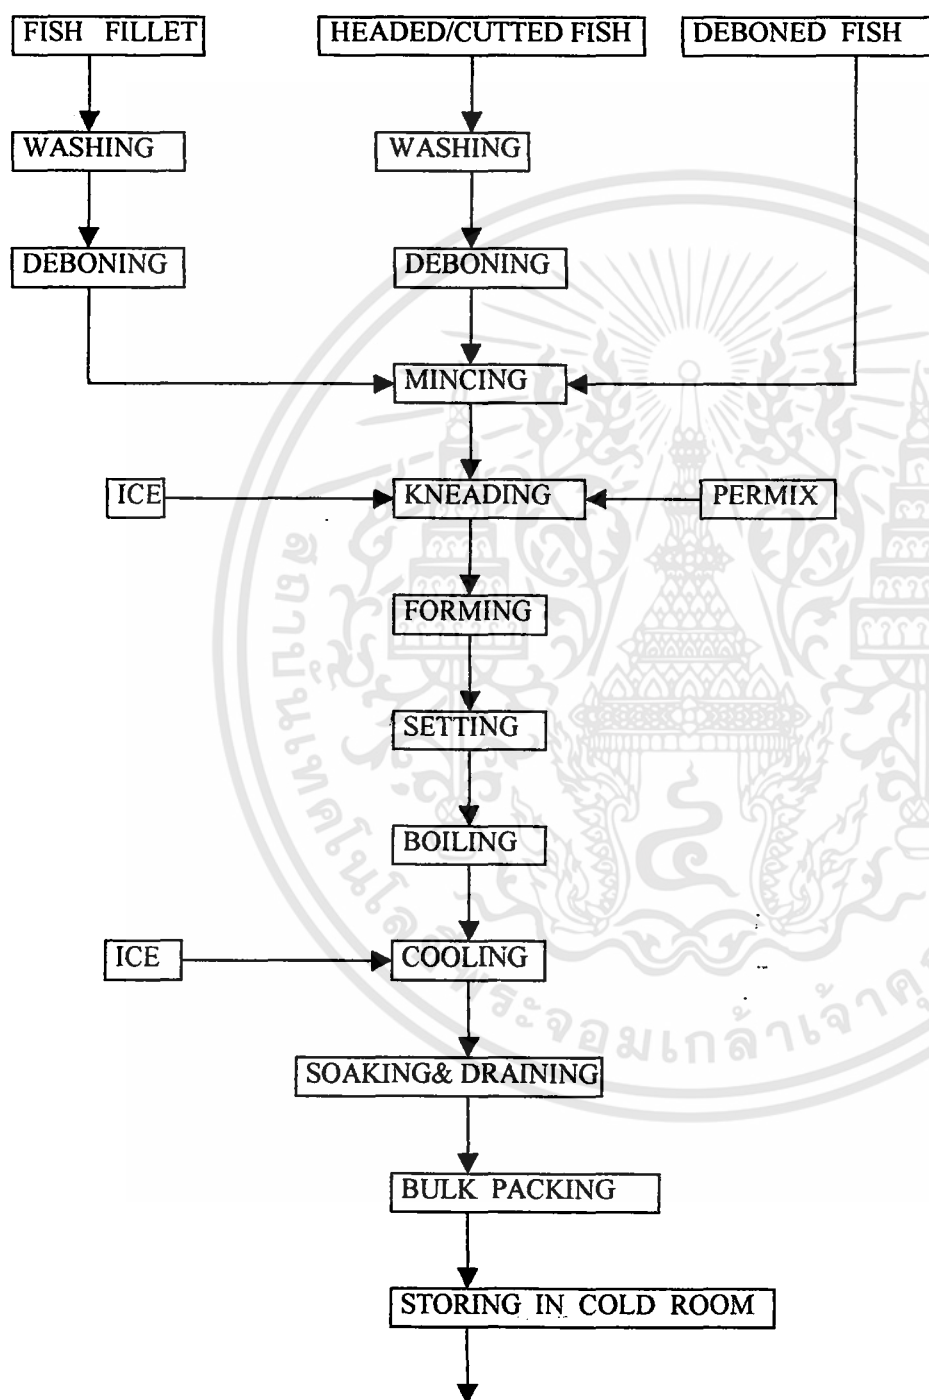 FISH FILLET
HEADED/CUTTED FISH
DEBONED FISH
WASHING
WASHING
DEBONING
DEBONING
MINCING
ICE
KNEADING
PERMIX
FORMING
SETTING
BOILING
ICE
COOLING
SOAKING& DRAINING
BULK PACKING
STORING IN COLD ROOM